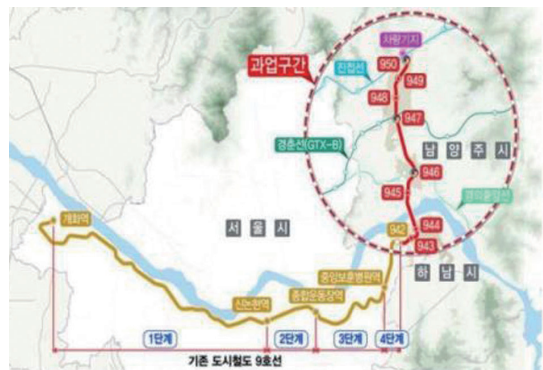 차량기지
950
과업구간
진접선
949
948
947
경춘선(GTX-B)
남양주시
946
945
경의중앙선
개화역
서울시
942
944
943
중앙보훈병원역
하남시
신논현역
종합운동장역
1단계
2단계
3단계
4단계
기존 도시철도 9호선